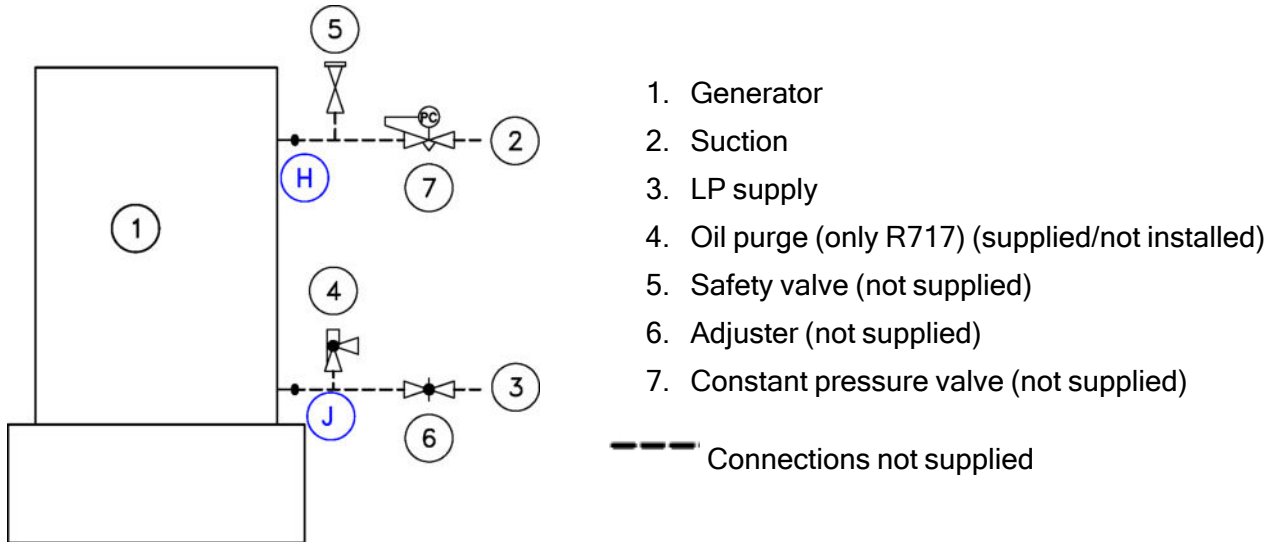 5
PC
2
H
7
1
4
3
J
6
1. Generator
2. Suction
3. LP supply
4. Oil purge (only R717) (supplied/not installed)
5. Safety valve (not supplied)
6. Adjuster (not supplied)
7. Constant pressure valve (not supplied)
Connections not supplied